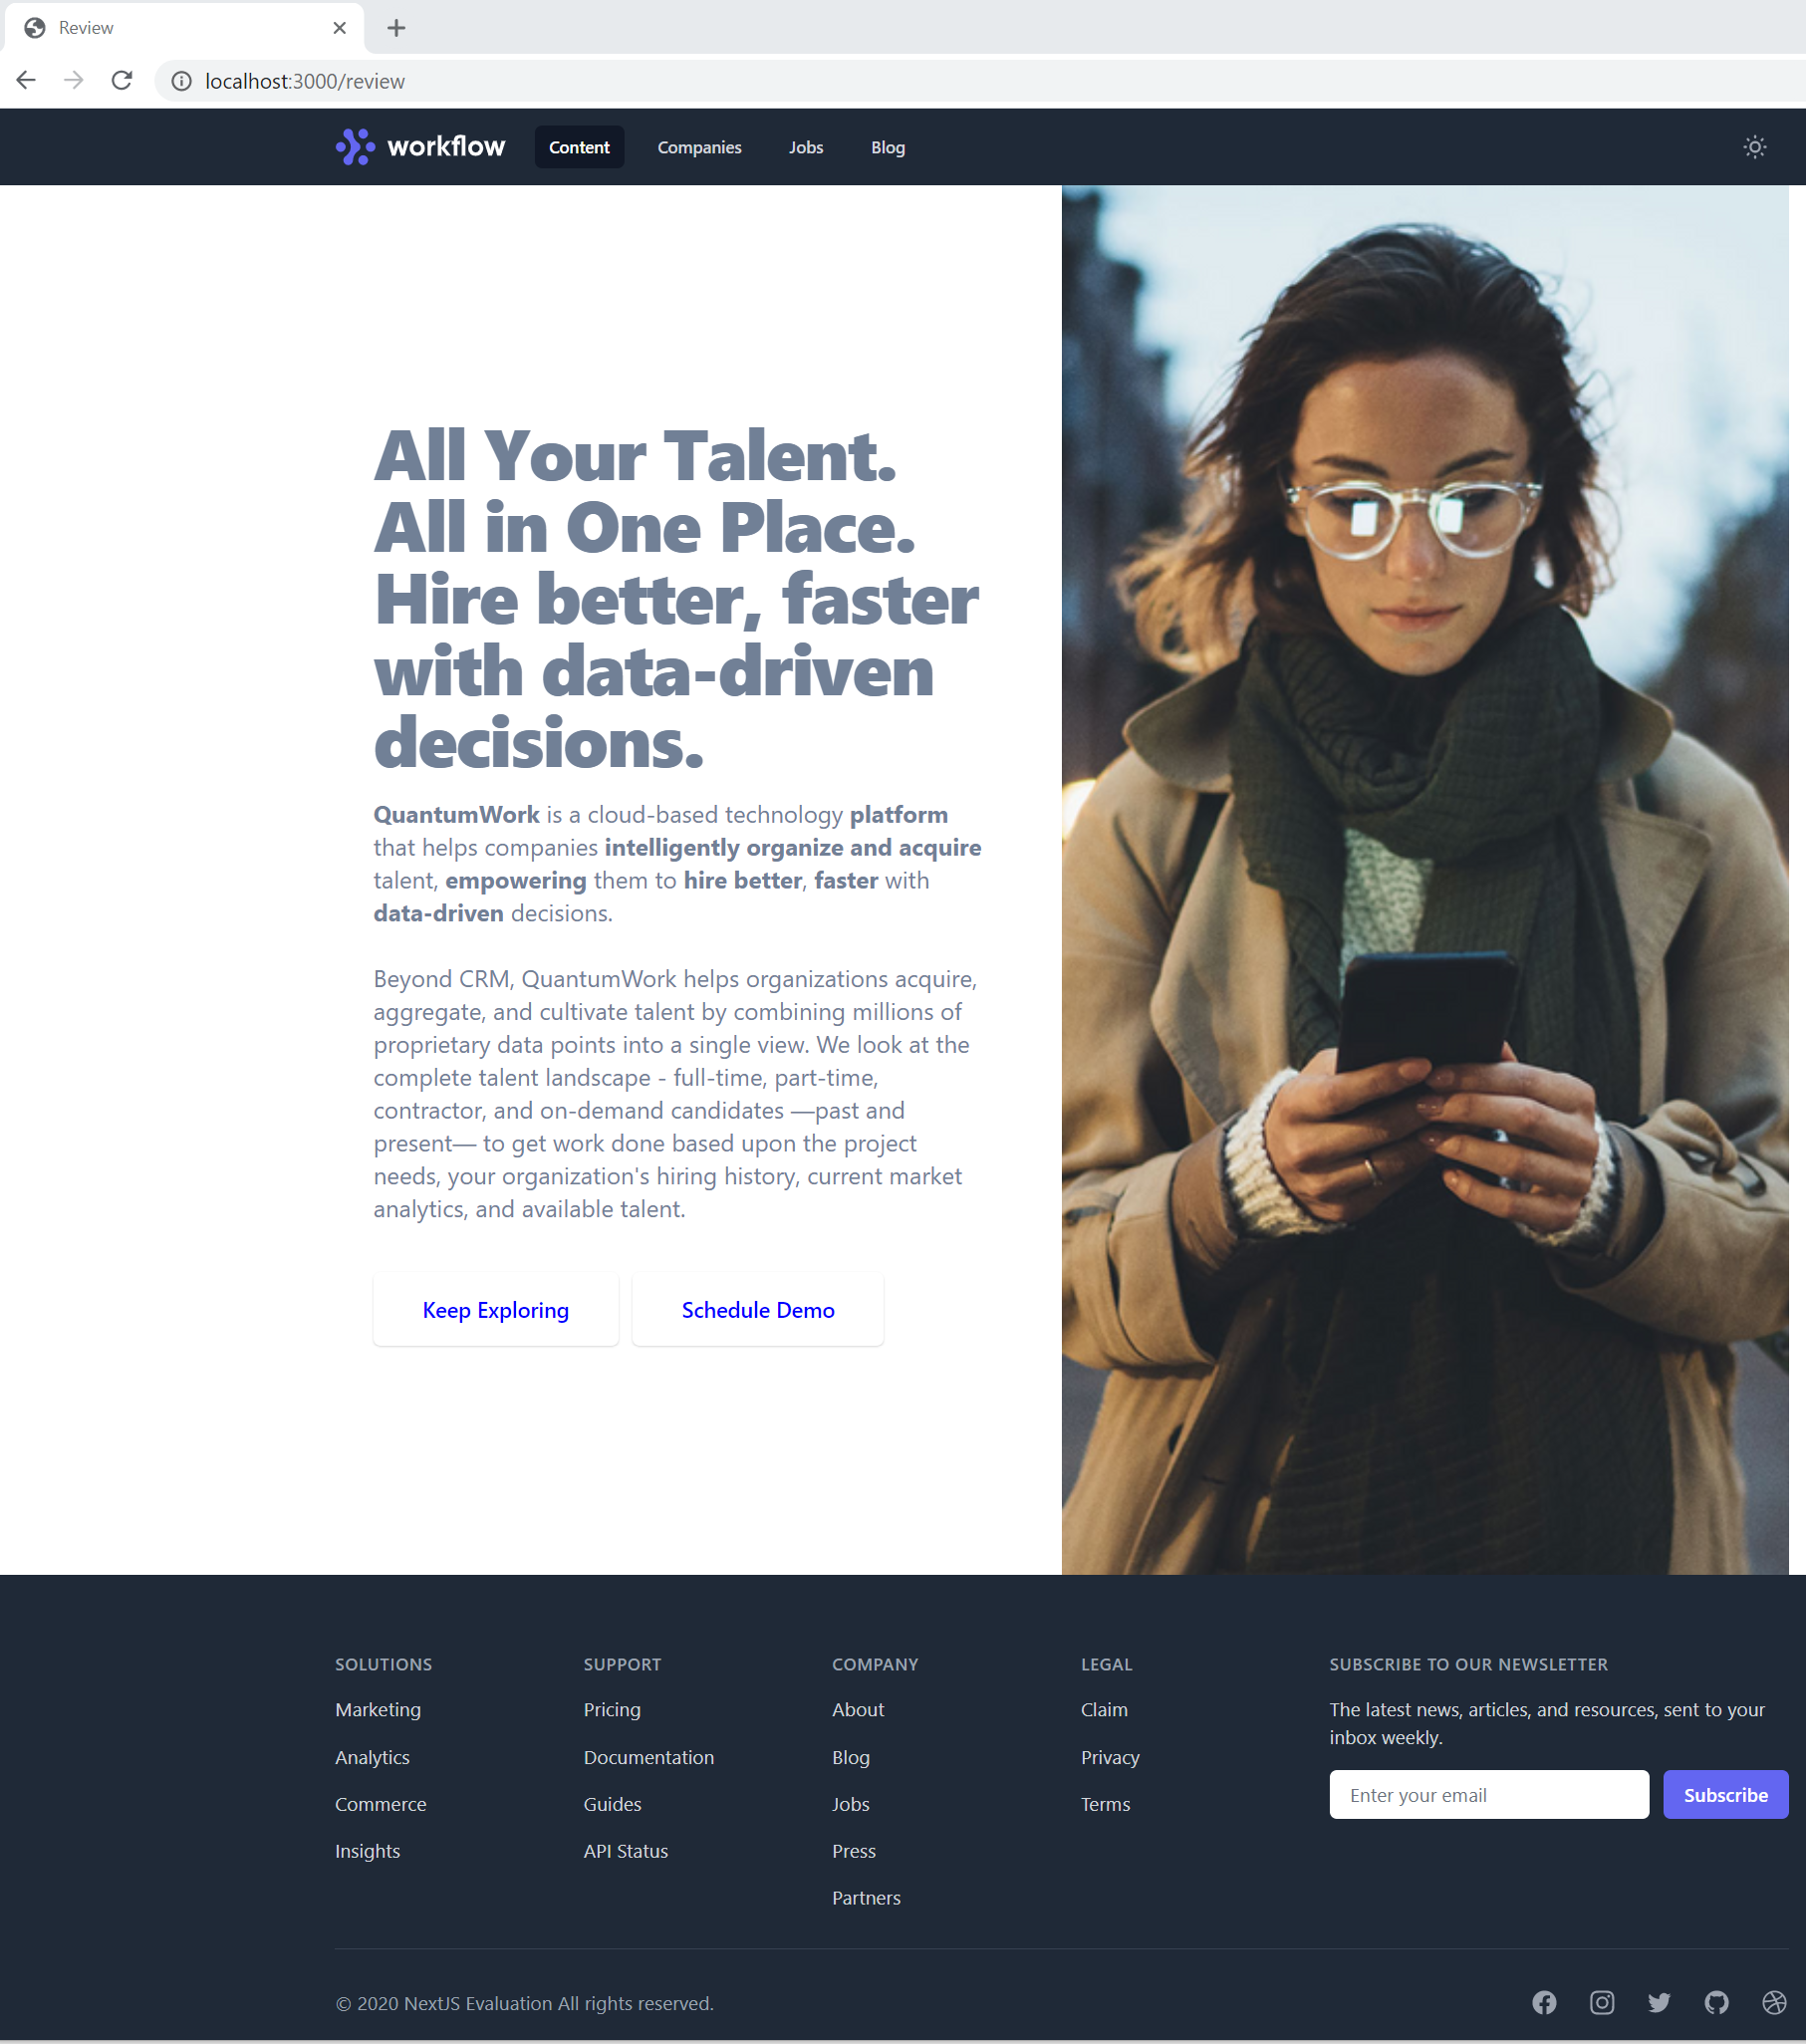 Review
localhost:3000/review
workflow
Content
Companies
Jobs
Blog
All Your Talent.
All in One Place.
Hire better, faster
with data-driven
decisions.
QuantumWork is a cloud-based technology platform
that helps companies intelligently organize and acquire
talent, empowering them to hire better, faster with
data-driven decisions.
Beyond CRM, QuantumWork helps organizations acquire,
aggregate, and cultivate talent by combining millions of
proprietary data points into a single view. We look at the
complete talent landscape - full-time, part-time,
contractor, and on-demand candidates —past and
present— to get work done based upon the project
needs, your organization's hiring history, current market
analytics, and available talent.
Keep Exploring
Schedule Demo
SOLUTIONS
Marketing
Analytics
Commerce
Insights
SUPPORT
Pricing
Documentation
Guides
API Status
COMPANY
About
Blog
Jobs
Press
Partners
LEGAL
Claim
Privacy
Terms
SUBSCRIBE TO OUR NEWSLETTER
The latest news, articles, and resources, sent to your
inbox weekly.
Enter your email
Subscribe
© 2020 NextJS Evaluation All rights reserved.